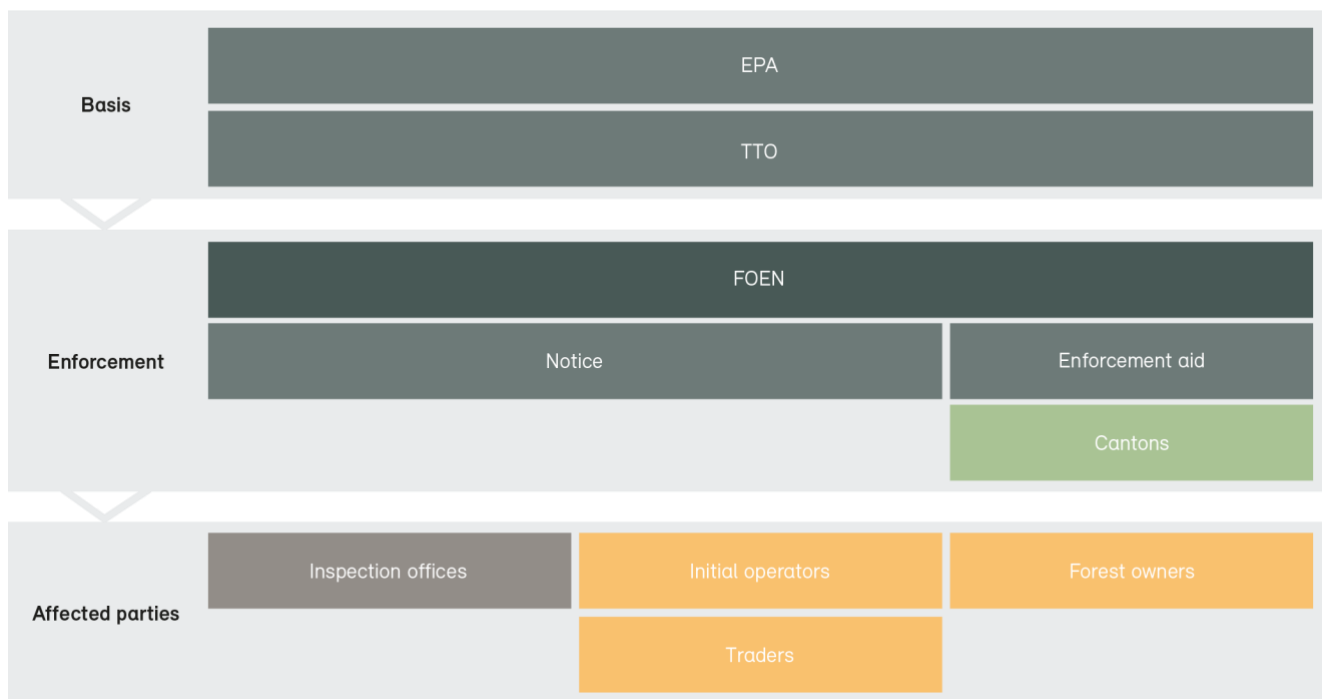 Basis
EPA
TTO
Enforcement
FOEN
Notice
Enforcement aid
Cantons
Affected parties
Inspection offices
Initial operators
Forest owners
Traders